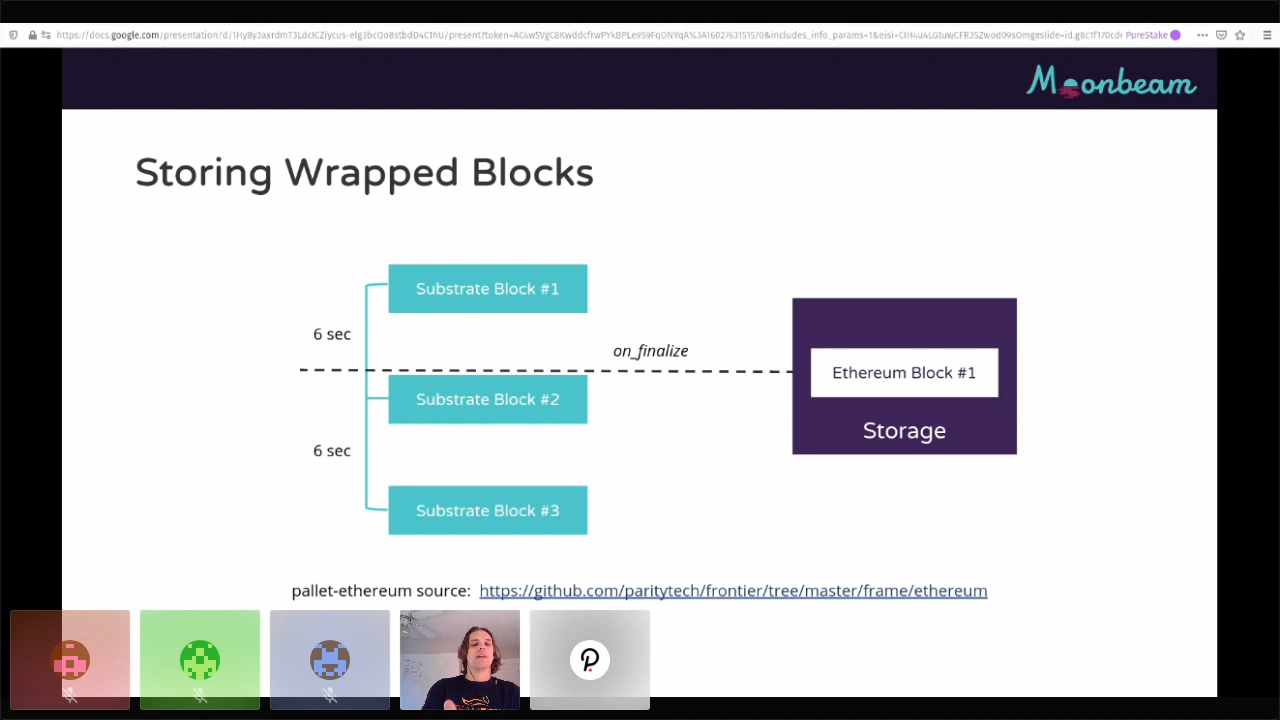 PureStake
Moonbeam
Storing Wrapped Blocks
Substrate Block #1
6 sec
on_finalize
Ethereum Block #1
Substrate Block #2
Storage
6 sec
Substrate Block #3
pallet-ethereum source: https://github.com/paritytech/frontier/tree/master/frame/ethereum